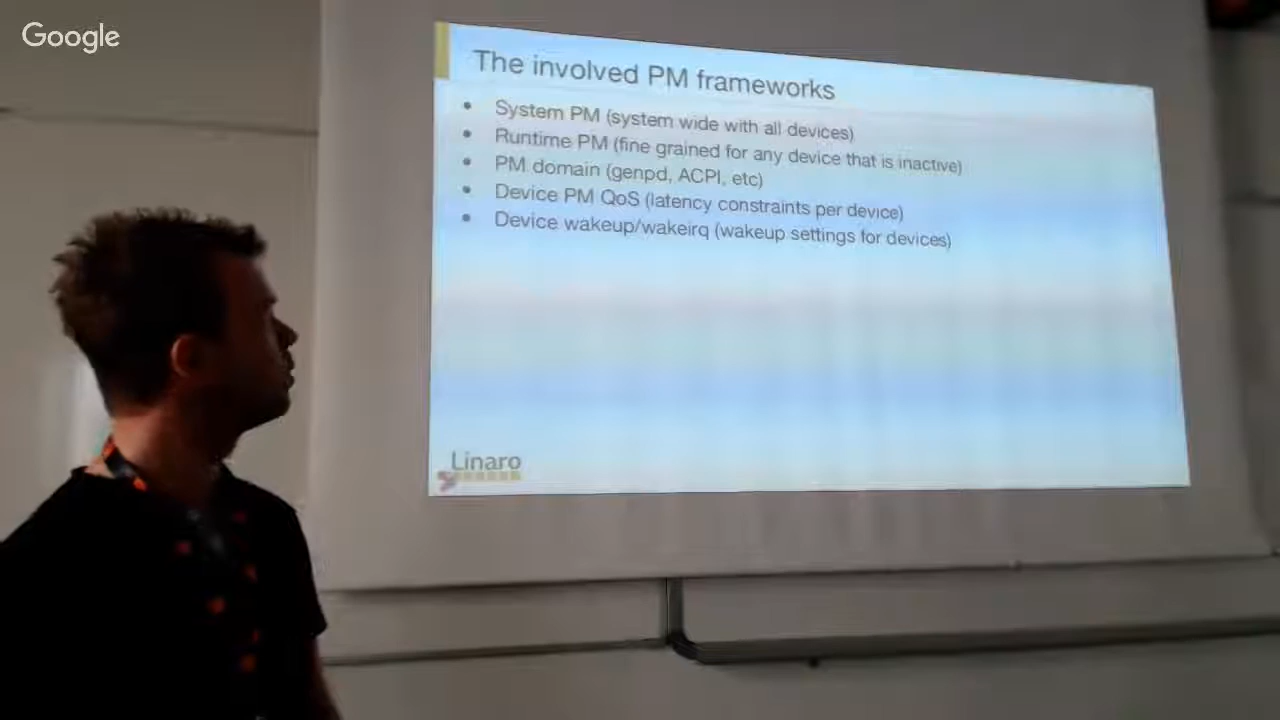 Google
The involved PM frameworks
• System PM (system wide with all devices)
• Runtime PM (fine grained for any device that is inactive)
• PM domain (genpd, ACPI, etc)
• Device PM QoS (latency constraints per device)
• Device wakeup/wakeirq (wakeup settings for devices)
Linaro